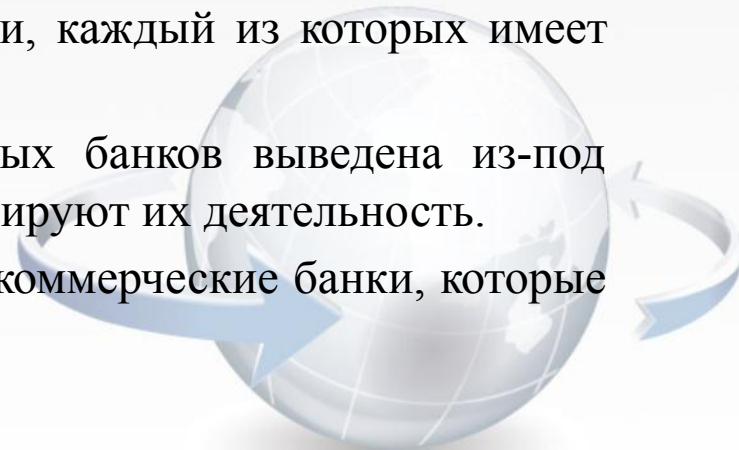 и, каждый из которых имеет
ых банков выведена из-под
ируют их деятельность.
коммерческие банки, которые